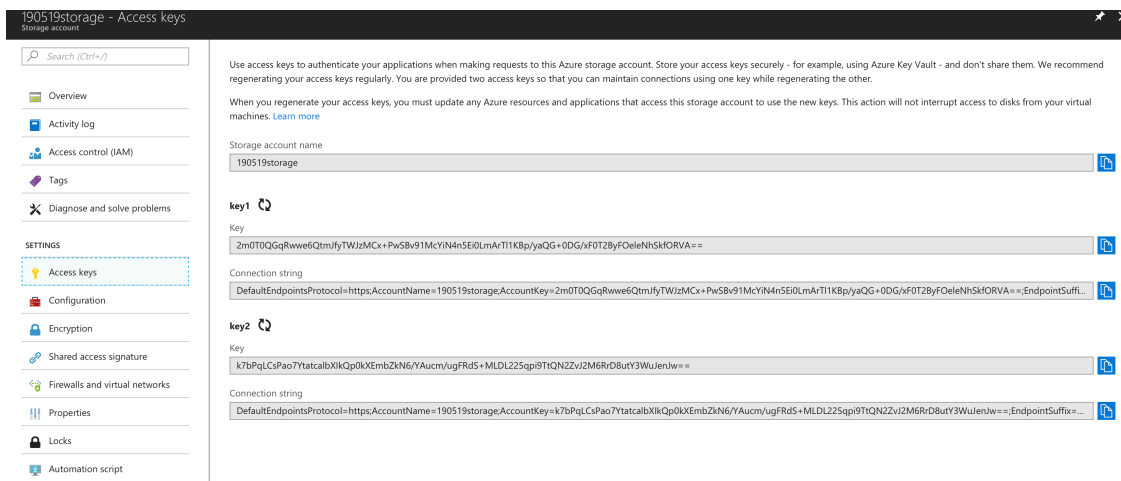 190519storage - Access keys
Storage account
Search (Ctrl+/)
Overview
Activity log
Access control (IAM)
Tags
Diagnose and solve problems
SETTINGS
Access keys
Configuration
Encryption
Shared access signature
Firewalls and virtual networks
Properties
Locks
Automation script
Use access keys to authenticate your applications when making requests to this Azure storage account. Store your access keys securely - for example, using Azure Key Vault - and don't share them. We recommend
regenerating your access keys regularly. You are provided two access keys so that you can maintain connections using one key while regenerating the other.
When you regenerate your access keys, you must update any Azure resources and applications that access this storage account to use the new keys. This action will not interrupt access to disks from your virtual
machines. Learn more
Storage account name
190519storage
key1
Key
2m0T0QGqRwwe6QtmJfyTWJzMCx+PwSBv91McYiN4n5Ei0LmArTl1KBp/yaQG+0DG/xF0T2ByFOeleNhSkfORVA==
Connection string
DefaultEndpointsProtocol=https;AccountName=190519storage;AccountKey=2m0T0QGqRwwe6QtmJfyTWJzMCx+PwSBv91McYiN4n5Ei0LmArTl1KBp/yaQG+0DG/xF0T2ByFOeleNhSkfORVA==;EndpointSuffi...
key2
Key
k7bPqLCsPao7YtatcalbXIkQp0kXEmbZkN6/YAucm/ugFRdS+MLDL225qpi9TtQN2ZvJ2M6RrD8utY3WuJenJw==
Connection string
DefaultEndpointsProtocol=https;AccountName=190519storage;AccountKey=k7bPqLCsPao7YtatcalbXIkQp0kXEmbZkN6/YAucm/ugFRdS+MLDL225qpi9TtQN2ZvJ2M6RrD8utY3WuJenJw==;EndpointSuffix=...